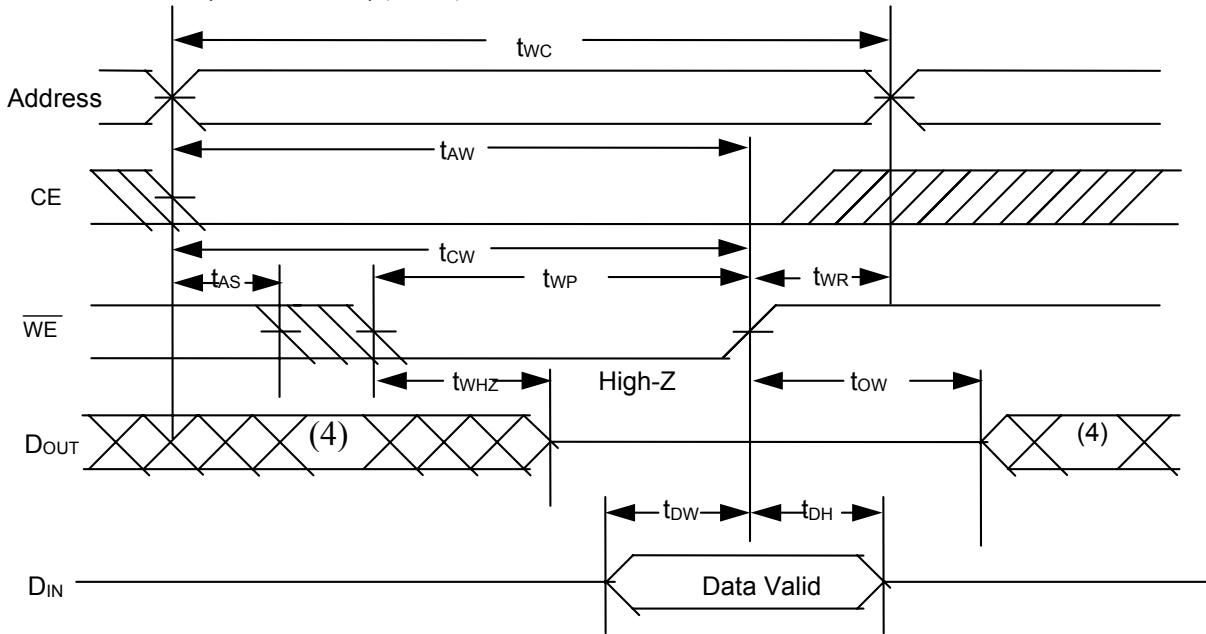 tWC
Address
tAW
CE
tCW
tAS
tWP
tWR
WE
tWHZ
High-Z
tOW
DOUT
(4)
(4)
tDW
tDH
DIN
Data Valid